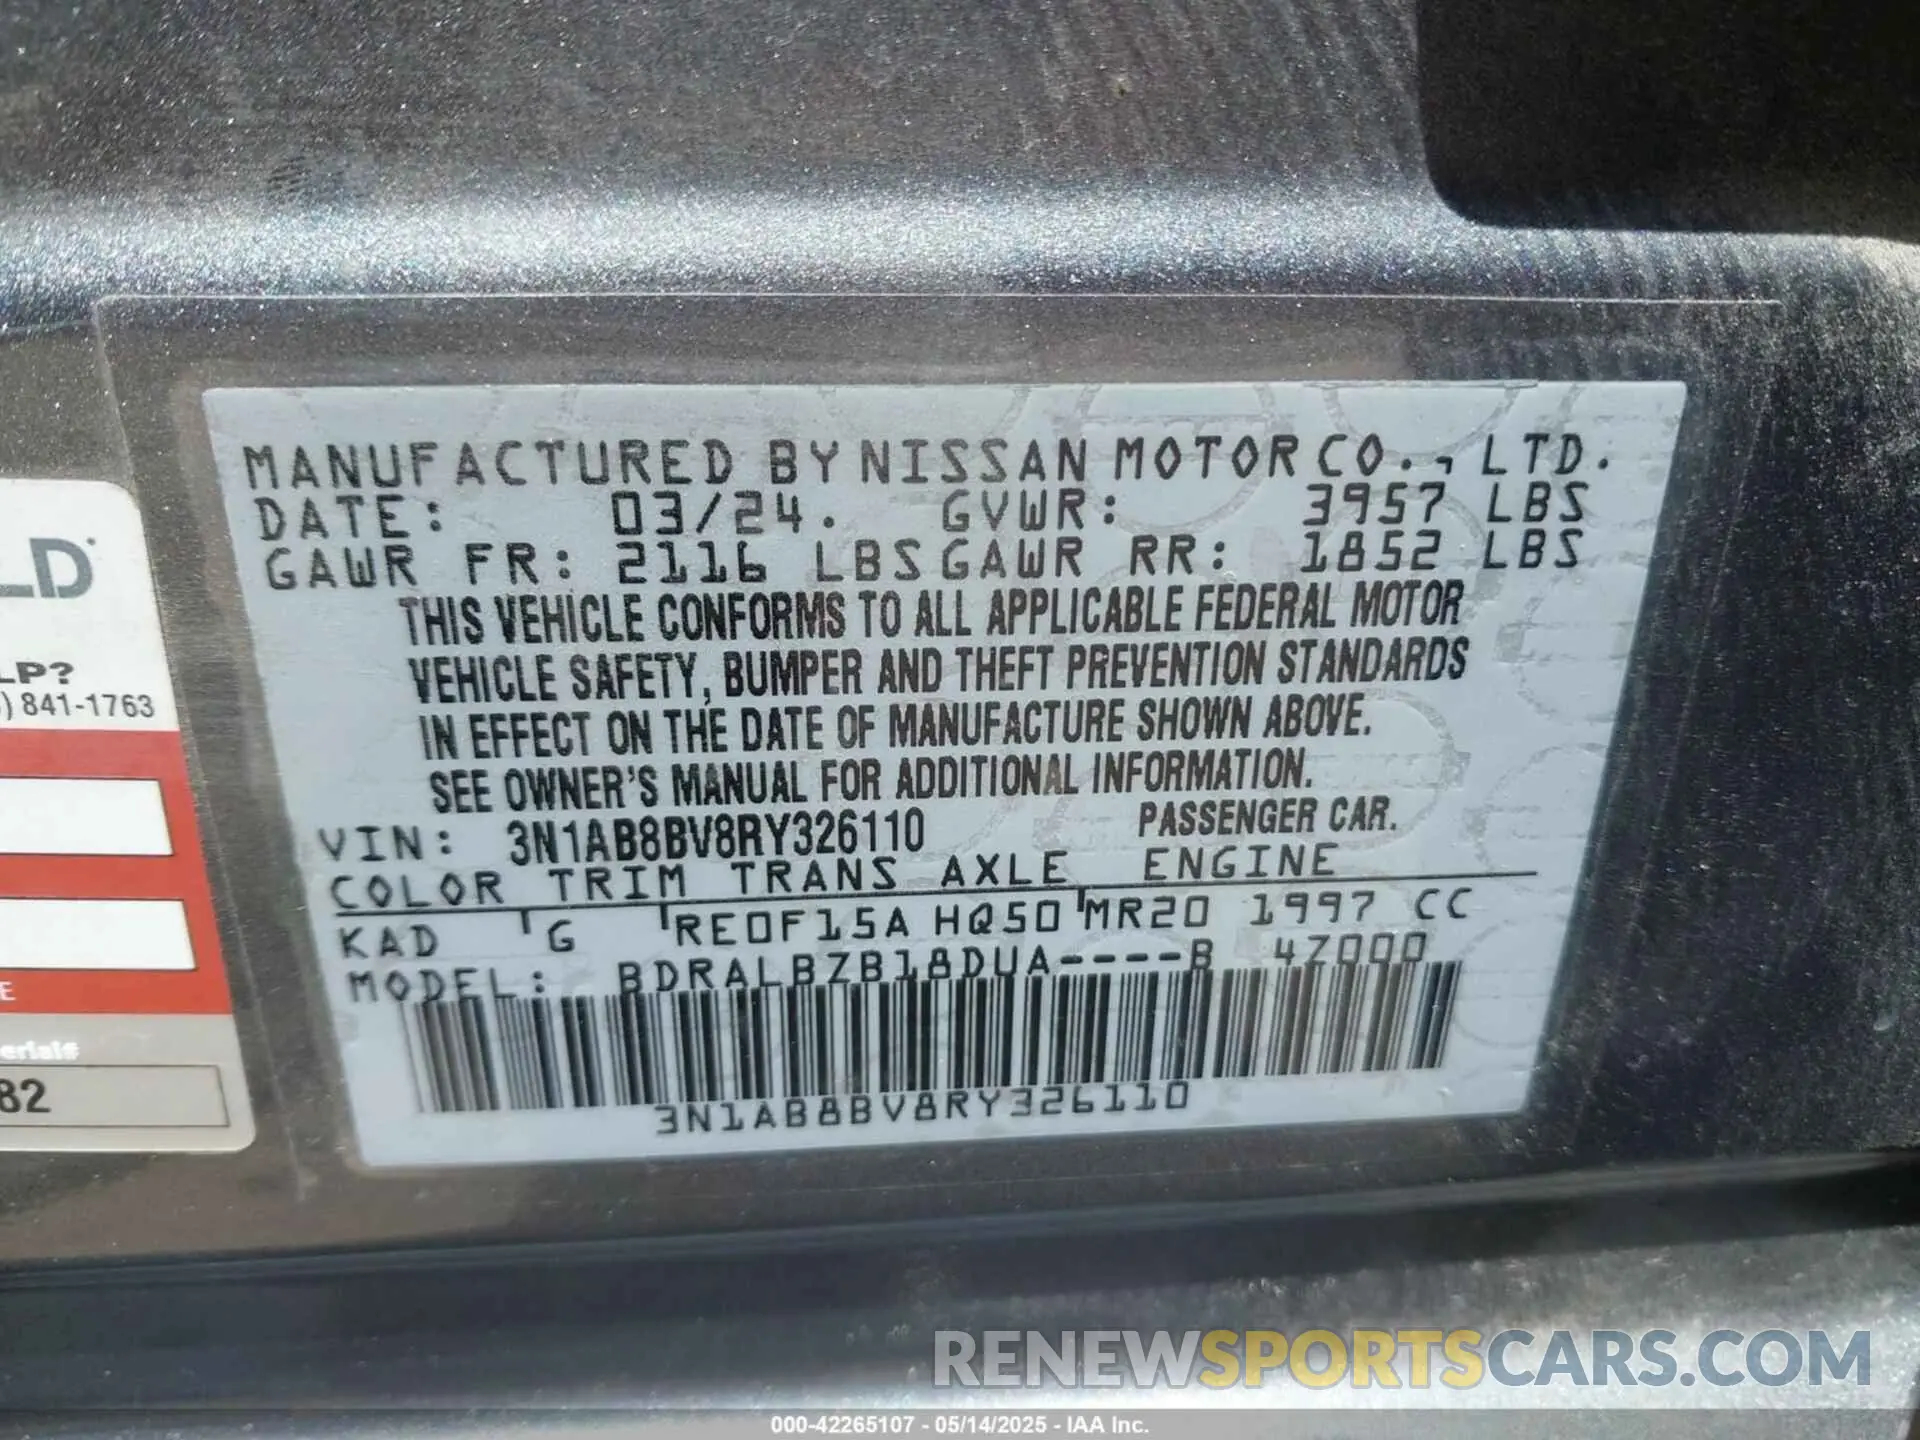 MANUFACTURED BY NISSAN MOTOR CO., LTD.
DATE: 03/24. GVWR: 3957 LBS
GAWR FR: 2116 LBS GAWR RR: 1852 LBS
THIS VEHICLE CONFORMS TO ALL APPLICABLE FEDERAL MOTOR
VEHICLE SAFETY, BUMPER AND THEFT PREVENTION STANDARDS
IN EFFECT ON THE DATE OF MANUFACTURE SHOWN ABOVE.
SEE OWNER'S MANUAL FOR ADDITIONAL INFORMATION.
VIN: 3N1AB8BV8RY326110 PASSENGER CAR.
COLOR TRIM TRANS AXLE ENGINE
KAD G RE0F15A HQ50 MR20 1997 CC
MODEL: BDRALBZB18DUA----B 4Z000
3N1AB8BV8RY326110
LD
LP?
) 841-1763
E
erial#
82
RENEWSPORTSCARS.COM
000-42265107 - 05/14/2025 - IAA Inc.